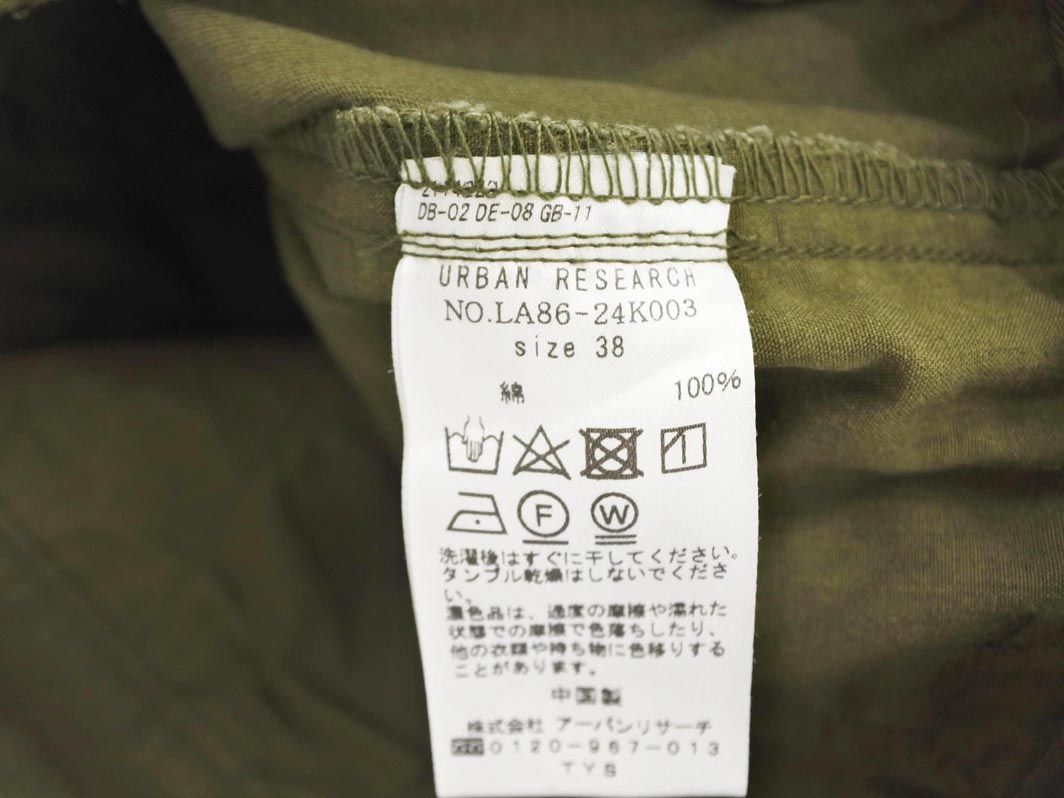 DB-02 DE-08 GB-11
URBAN RESEARCH
NO.LA86-24K003
size 38
綿 100%
F W
洗濯後はすぐに干してください。
タンブル乾燥はしないでくださ
い。
濃色品は、過度の摩擦や濡れた
状態での摩擦で色落ちしたり、
他の衣類や持ち物に色移りする
ことがあります。
中国製
株式会社 アーバンリサーチ
0120-967-013
TYS